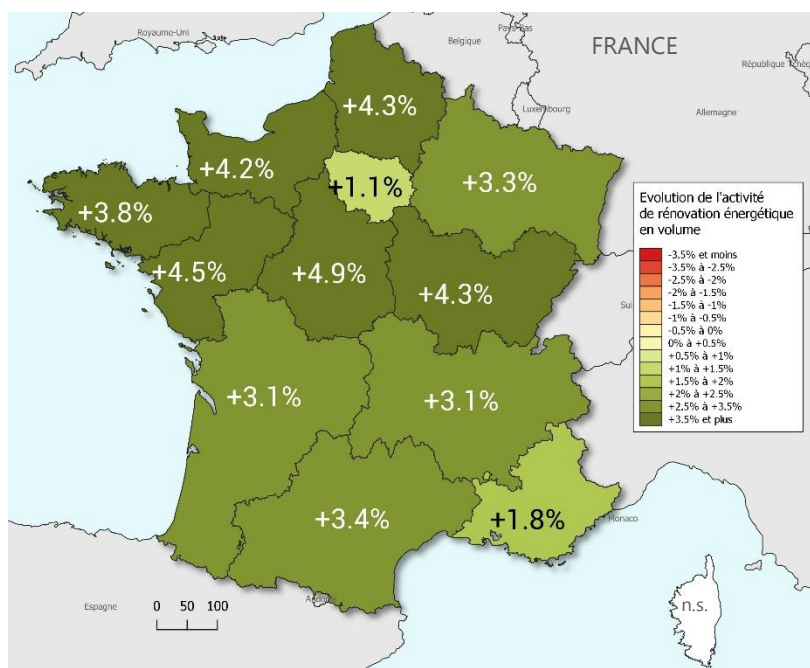 Royaume-Uni
Belgique
Pays-Bas
FRANCE
République Tchèq
Luxembourg
Allemagne
+4.3%
+4.2%
+1.1%
+3.3%
+3.8%
+4.5%
+4.9%
+4.3%
Sui
Evolution de l'activité
de rénovation énergétique
en volume
-3.5% et moins
-3.5% à -2.5%
-2.5% à -2%
-2% à -1.5%
-1.5% à -1%
-1% à -0.5%
-0.5% à 0%
0% à +0.5%
+0.5% à +1%
+1% à +1.5%
+1.5% à +2%
+2% à +2.5%
+2.5% à +3.5%
+3.5% et plus
+3.1%
+3.1%
+3.4%
+1.8%
Monaco
Espagne
Andorre
0 50 100
n.s.